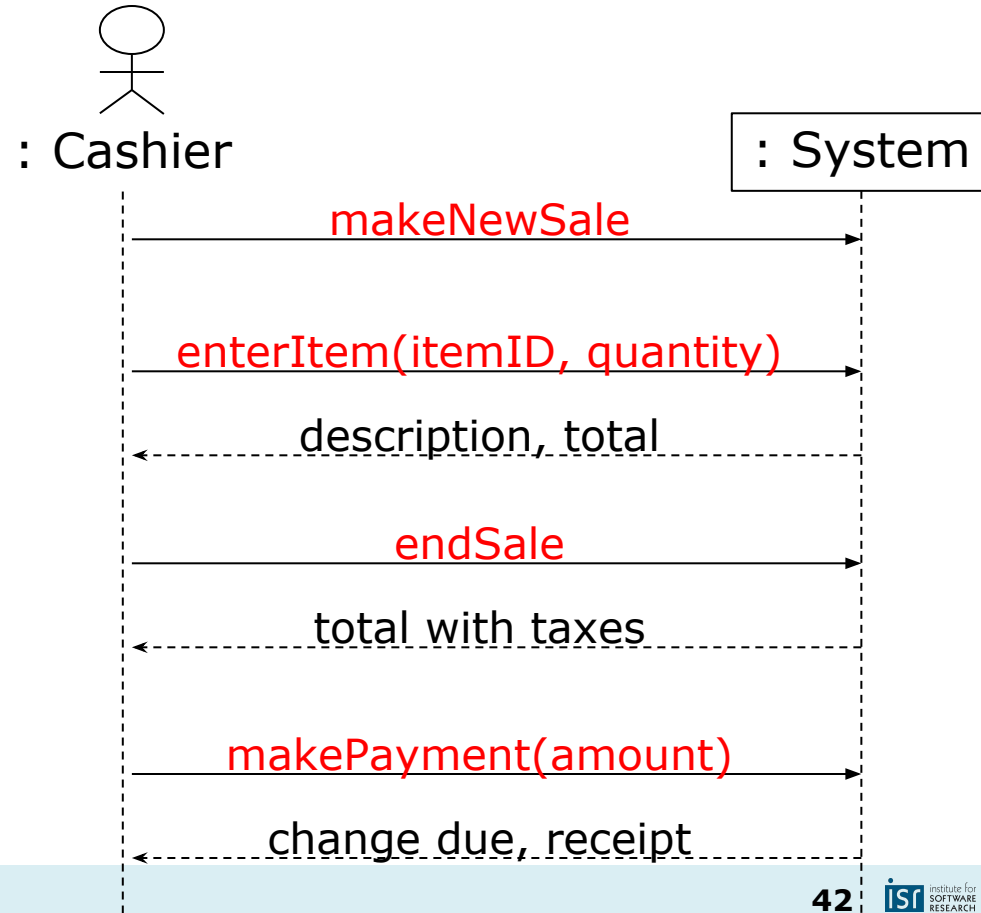 : Cashier
: System
makeNewSale
enterItem(itemID, quantity)
description, total
endSale
total with taxes
makePayment(amount)
change due, receipt
42
isr
institute for
SOFTWARE
RESEARCH